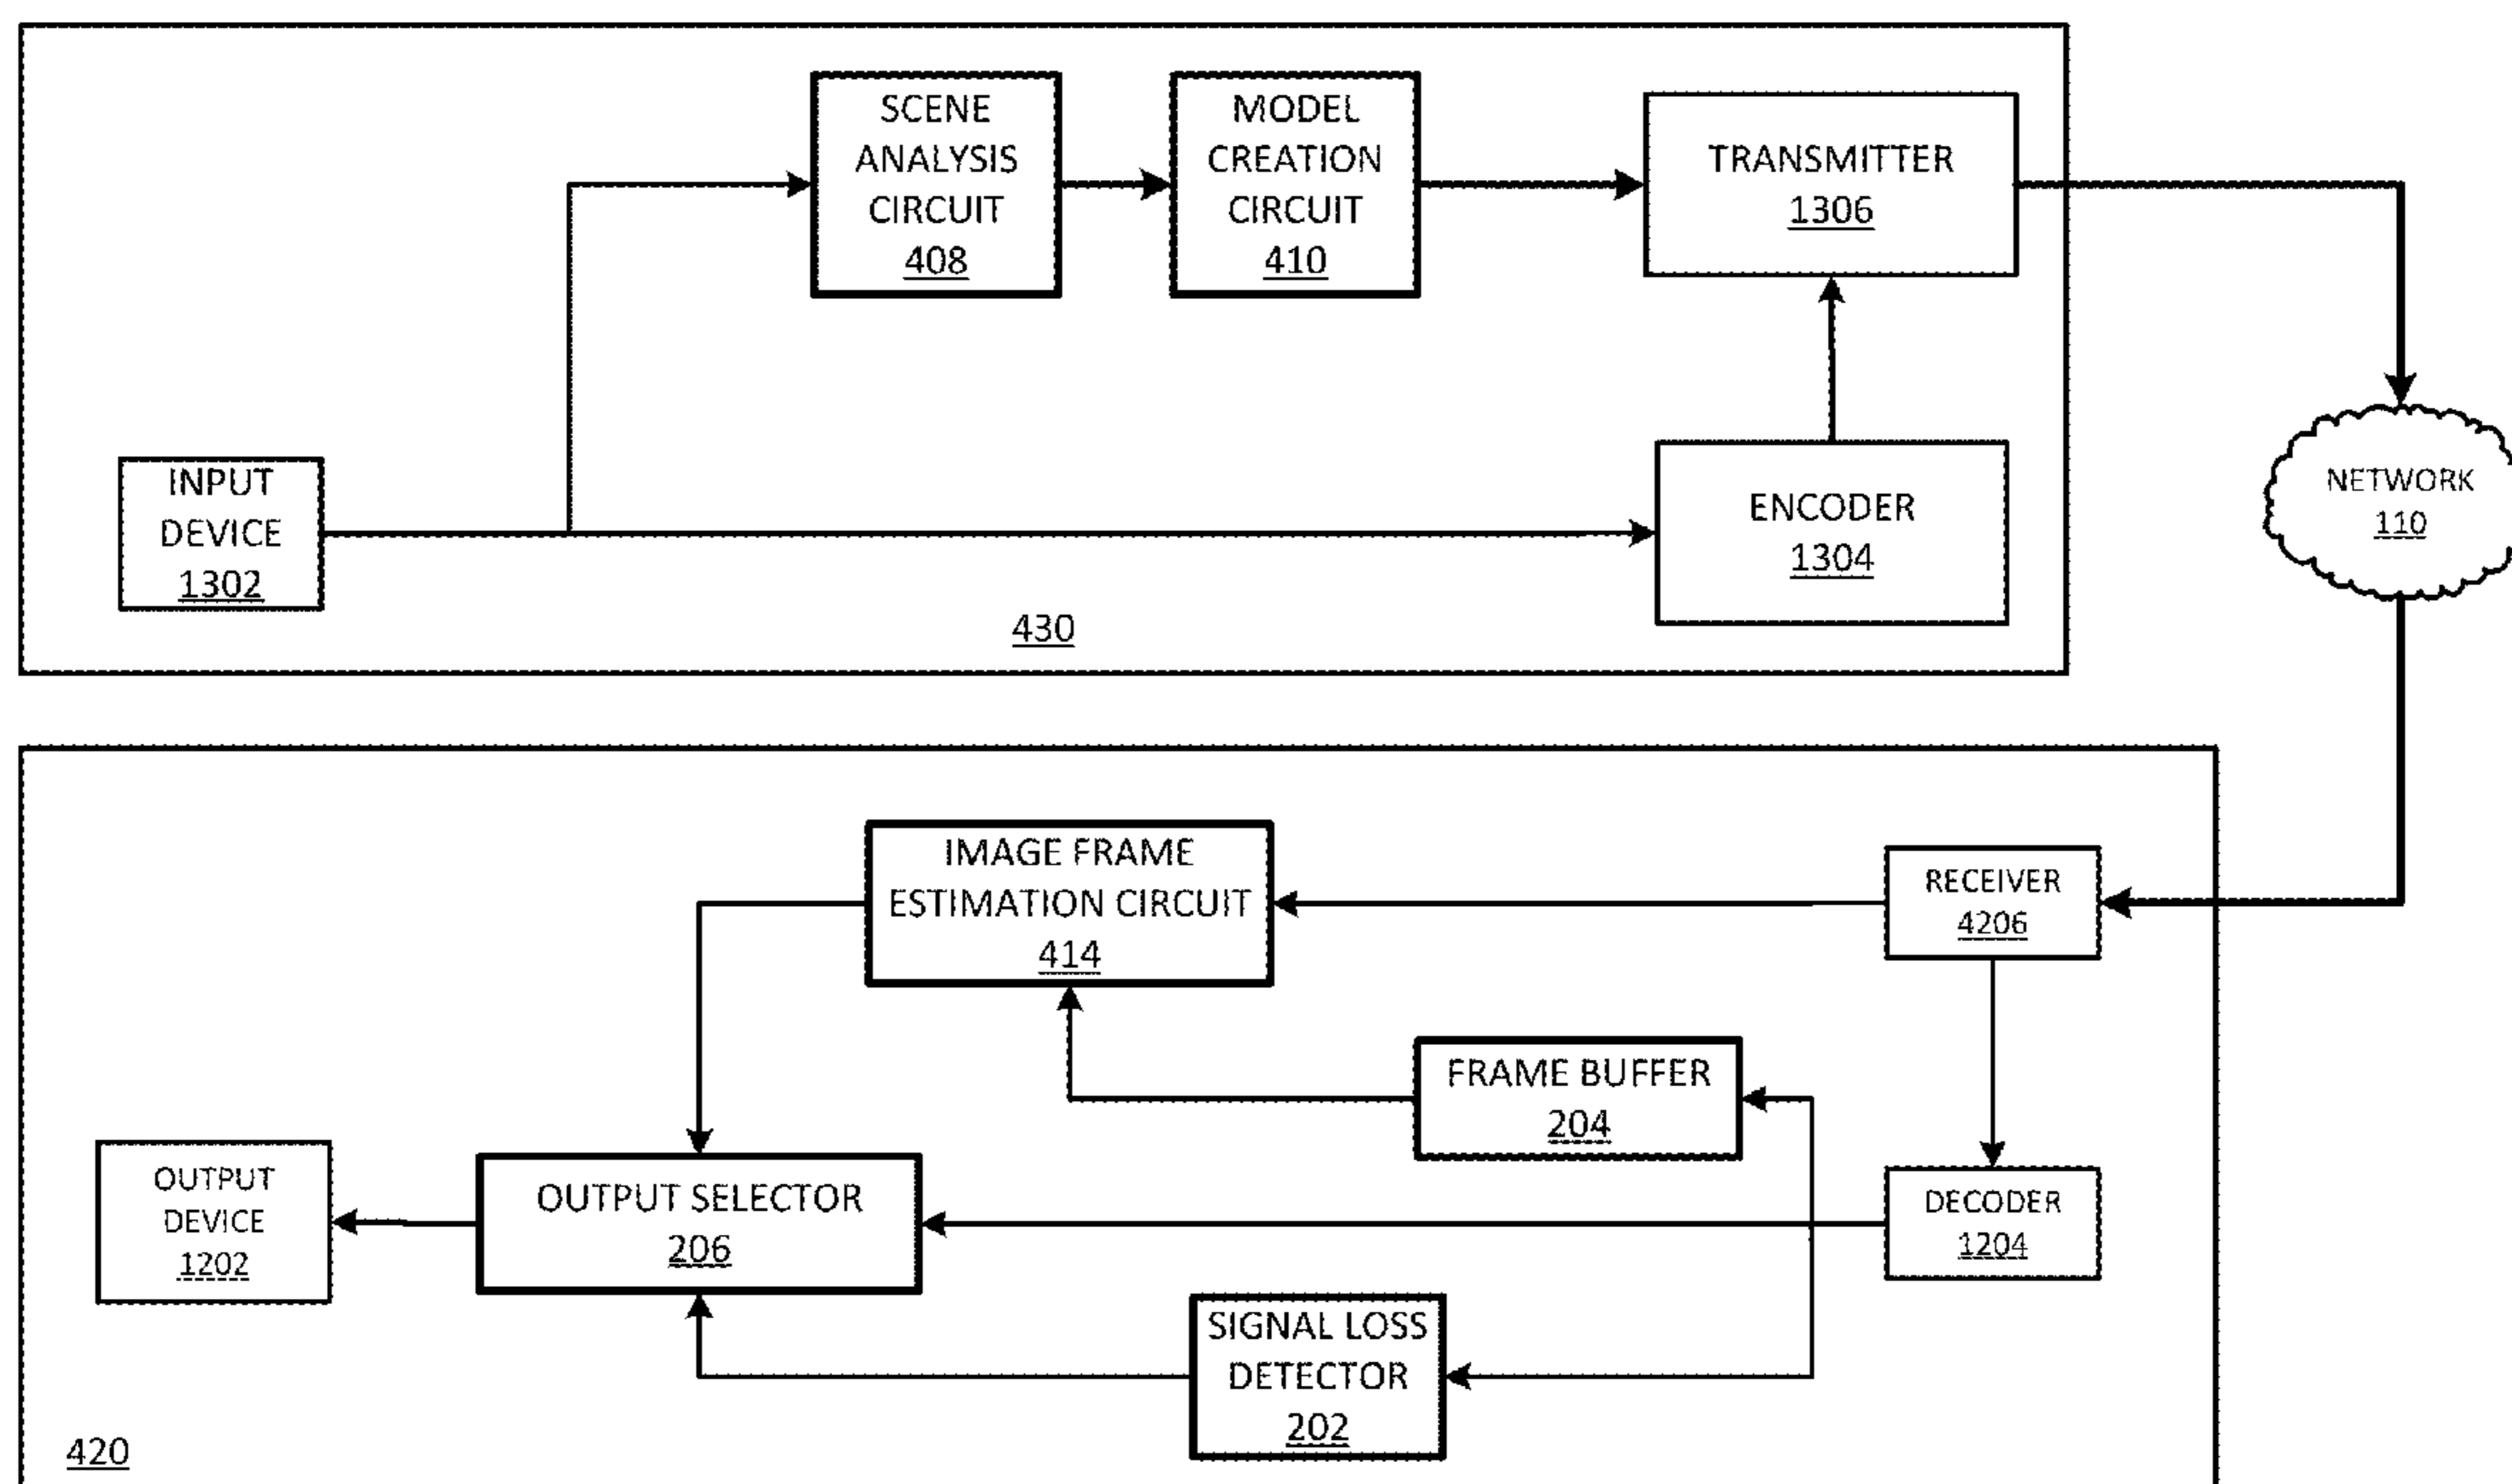 SCENE
ANALYSIS
CIRCUIT
408
MODEL
CREATION
CIRCUIT
410
TRANSMITTER
1306
INPUT
DEVICE
1302
ENCODER
1304
NETWORK
110
430
IMAGE FRAME
ESTIMATION CIRCUIT
414
RECEIVER
4206
FRAME BUFFER
204
OUTPUT
DEVICE
1202
OUTPUT SELECTOR
206
DECODER
1204
SIGNAL LOSS
DETECTOR
202
420